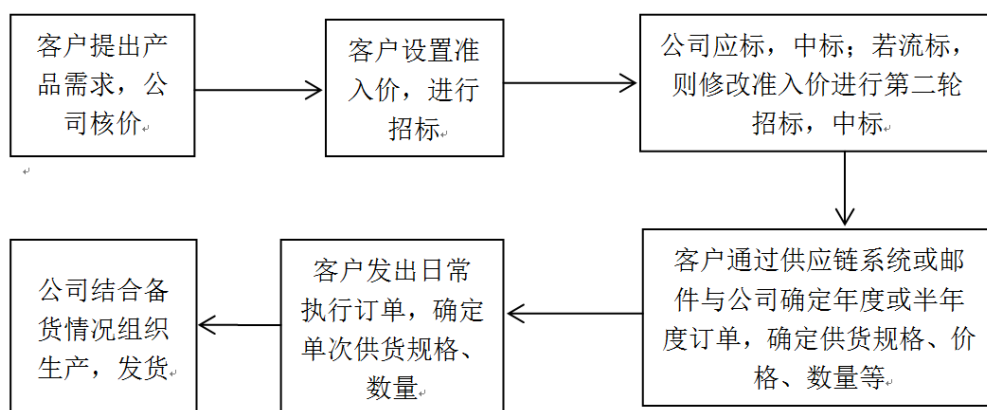 客户提出产
品需求，公
司核价
客户设置准
入价，进行
招标
公司应标，中标；若流标，
则修改准入价进行第二轮
招标，中标
客户通过供应链系统或邮
件与公司确定年度或半年
度订单，确定供货规格、价
格、数量等
客户发出日常
执行订单，确定
单次供货规格、
数量
公司结合备
货情况组织
生产，发货